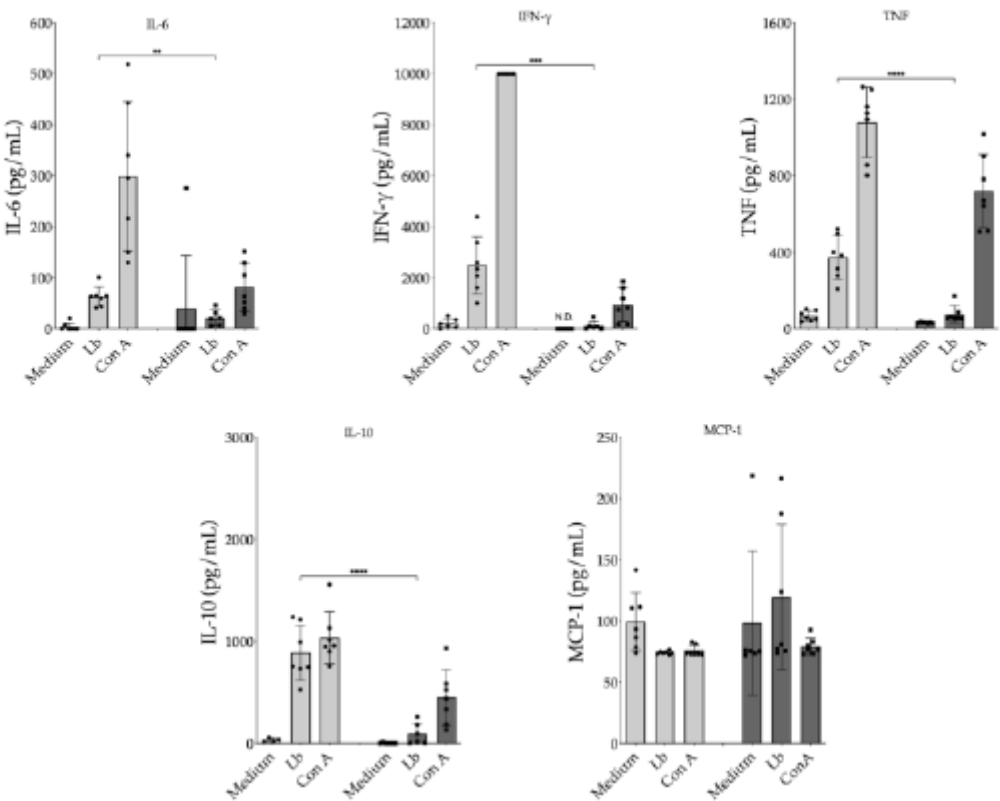 IL-6
IL-6 (pg/mL)
600
500
400
300
200
100
0
**
Medium
Lb
Con A
Medium
Lb
Con A
IFN-γ
IFN-γ (pg/mL)
12000
10000
8000
6000
4000
2000
0
***
N.D.
Medium
Lb
Con A
Medium
Lb
Con A
TNF
TNF (pg/mL)
1600
1200
800
400
0
****
Medium
Lb
Con A
Medium
Lb
Con A
IL-10
IL-10 (pg/mL)
3000
2000
1000
0
****
Medium
Lb
Con A
Medium
Lb
Con A
MCP-1
MCP-1 (pg/mL)
250
200
150
100
50
0
Medium
Lb
Con A
Medium
Lb
ConA